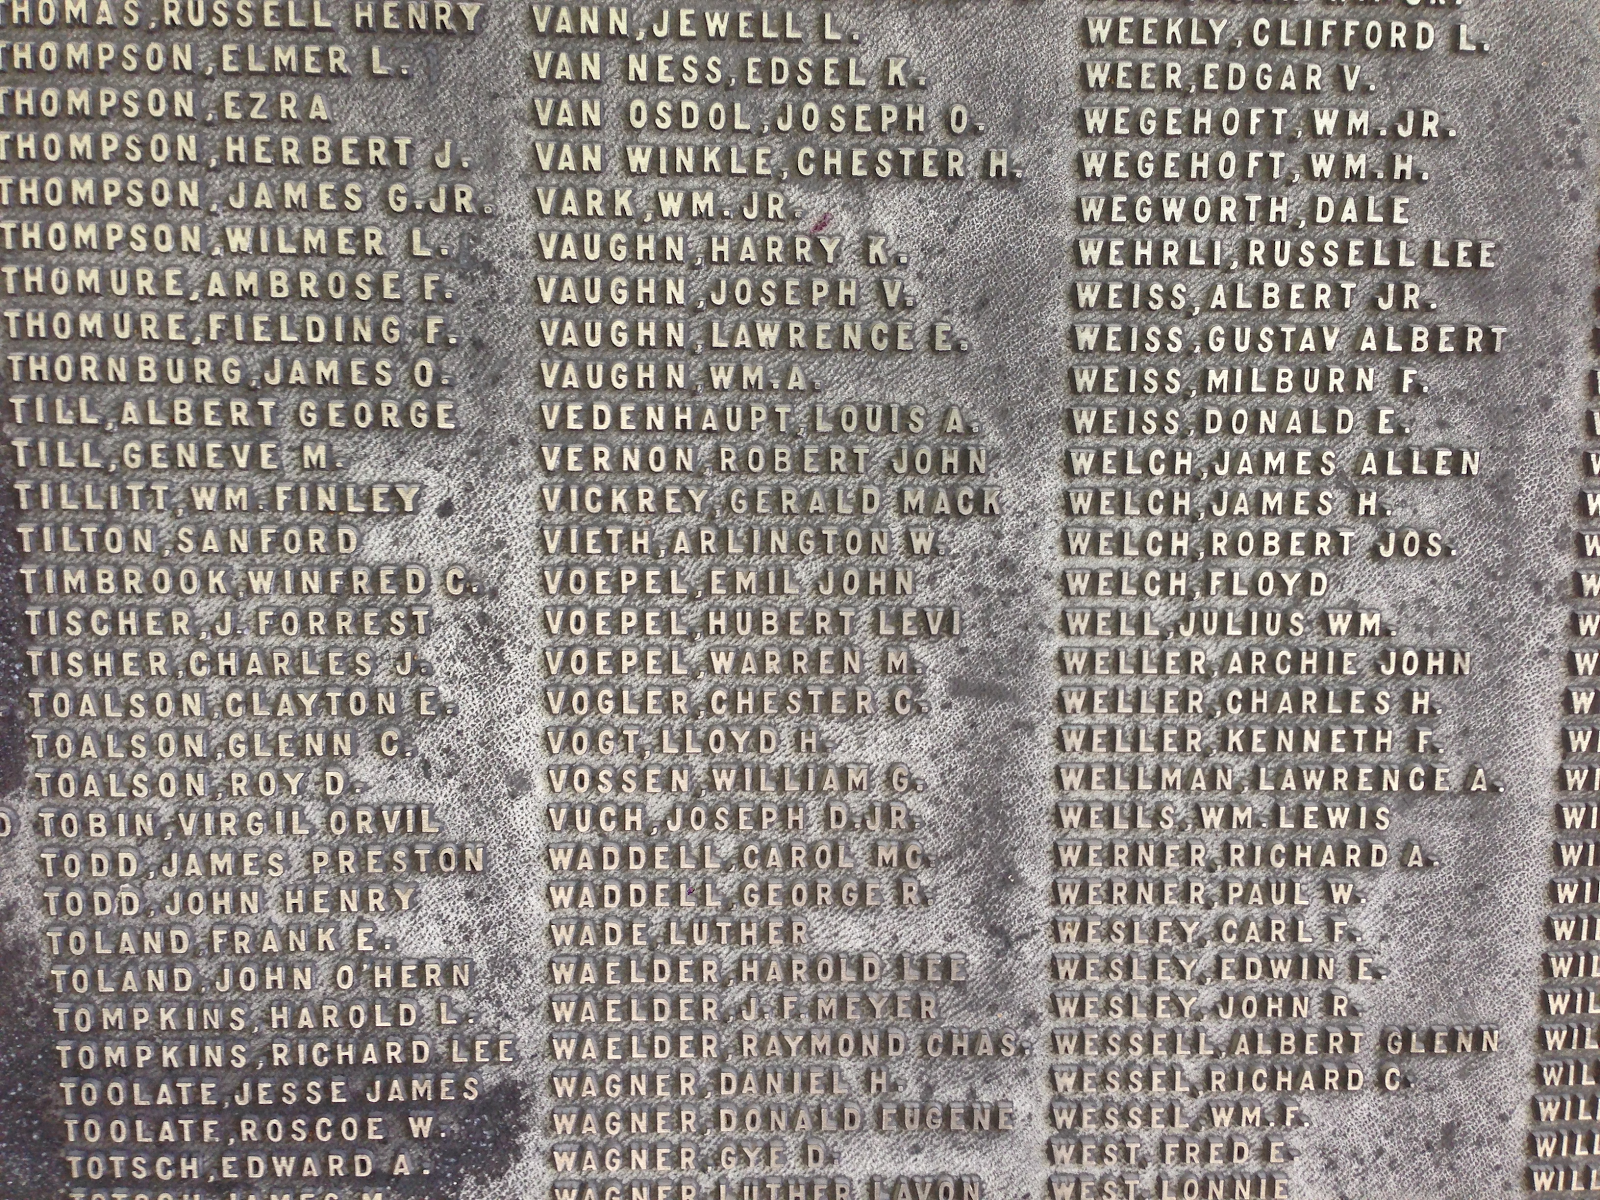 THOMAS,RUSSELL HENRY
THOMPSON,ELMER L.
THOMPSON,EZRA
THOMPSON,HERBERT J.
THOMPSON,JAMES G.JR.
THOMPSON,WILMER L.
THOMURE,AMBROSE F.
THOMURE,FIELDING F.
THORNBURG,JAMES O.
TILL,ALBERT GEORGE
TILL,GENEVE M.
TILLITT,WM.FINLEY
TILTON,SANFORD
TIMBROOK,WINFRED C.
TISCHER,J.FORREST
TISHER,CHARLES J.
TOALSON,CLAYTON E.
TOALSON,GLENN C.
TOALSON,ROY D.
TOBIN,VIRGIL ORVIL
TODD,JAMES PRESTON
TODD,JOHN HENRY
TOLAND,FRANK E.
TOLAND,JOHN O'HERN
TOMPKINS,HAROLD L.
TOMPKINS,RICHARD LEE
TOOLATE,JESSE JAMES
TOOLATE,ROSCOE W.
TOTSCH,EDWARD A.
TOTSCH,JAMES M.
VANN,JEWELL L.
VAN NESS,EDSEL K.
VAN OSDOL,JOSEPH O.
VAN WINKLE,CHESTER H.
VARK,WM.JR.
VAUGHN,HARRY K.
VAUGHN,JOSEPH V.
VAUGHN,LAWRENCE E.
VAUGHN,WM.A.
VEDENHAUPT,LOUIS A.
VERNON,ROBERT JOHN
VICKREY,GERALD MACK
VIETH,ARLINGTON W.
VOEPEL,EMIL JOHN
VOEPEL,HUBERT LEVI
VOEPEL,WARREN M.
VOGLER,CHESTER C.
VOGT,LLOYD H.
VOSSEN,WILLIAM G.
VUCH,JOSEPH D.JR.
WADDELL,CAROL MC.
WADDELL,GEORGE R.
WADE,LUTHER
WAELDER,HAROLD LEE
WAELDER,J.F.MEYER
WAELDER,RAYMOND CHAS.
WAGNER,DANIEL H.
WAGNER,DONALD EUGENE
WAGNER,GYE D.
WAGNER,LUTHER LAVON
WEEKLY,CLIFFORD L.
WEER,EDGAR V.
WEGEHOFT,WM.JR.
WEGEHOFT,WM.H.
WEGWORTH,DALE
WEHRLI,RUSSELL LEE
WEISS,ALBERT JR.
WEISS,GUSTAV ALBERT
WEISS,MILBURN F.
WEISS,DONALD E.
WELCH,JAMES ALLEN
WELCH,JAMES H.
WELCH,ROBERT JOS.
WELCH,FLOYD
WELL,JULIUS WM.
WELLER,ARCHIE JOHN
WELLER,CHARLES H.
WELLER,KENNETH F.
WELLMAN,LAWRENCE A.
WELLS,WM.LEWIS
WERNER,RICHARD A.
WERNER,PAUL W.
WESLEY,CARL F.
WESLEY,EDWIN E.
WESLEY,JOHN R.
WESSELL,ALBERT GLENN
WESSEL,RICHARD C.
WESSEL,WM.F.
WEST,FRED E.
WEST,LONNIE